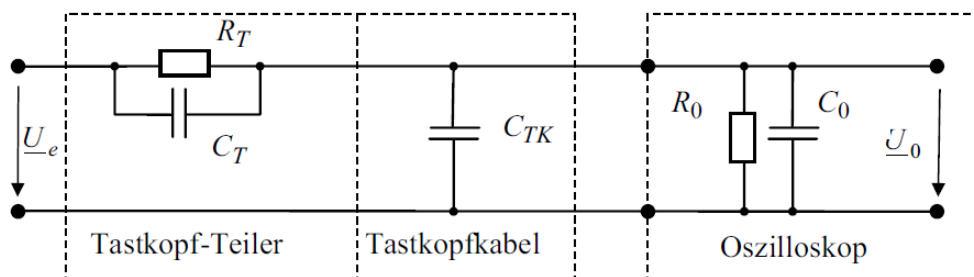 R_T
C_T
U_e
C_TK
R_0
C_0
U_0
Tastkopf-Teiler
Tastkopfkabel
Oszilloskop